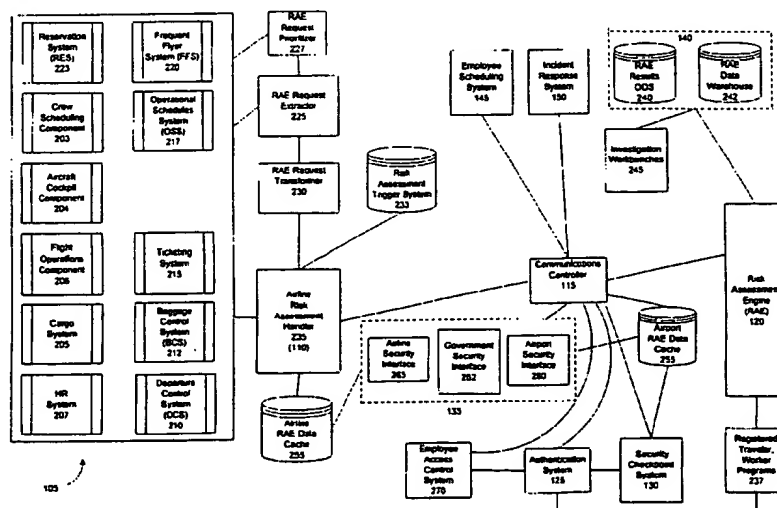 Reservation
System
(RES)
223
Frequent
Flyer
System (FFS)
220
Crew
Scheduling
Component
203
Operational
Schedules
System
(OSS)
217
Aircraft
Cockpit
Component
204
Flight
Operations
Component
206
Ticketing
System
215
Cargo
System
205
Baggage
Control
System
(BCS)
212
HR
System
207
Departure
Control
System
(DCS)
210
105
RAE
Request
Prioritizer
227
RAE Request
Extractor
225
RAE Request
Transformer
230
Risk
Assessment
Trigger System
233
Airline
Risk
Assessment
Handler
235
(110)
Airline
RAE Data
Cache
255
Employee
Scheduling
System
145
Incident
Response
System
150
140
RAE
Results
ODS
240
RAE
Data
Warehouse
242
Investigation
Workbenches
245
Communications
Controller
115
Airline
Security
Interface
265
Government
Security
Interface
262
Airport
Security
Interface
260
133
Airport
RAE Data
Cache
255
Risk
Assessment
Engine
(RAE)
120
Employee
Access
Control
System
270
Authentication
System
125
Security
Checkpoint
System
130
Registered
Traveler,
Worker
Programs
237